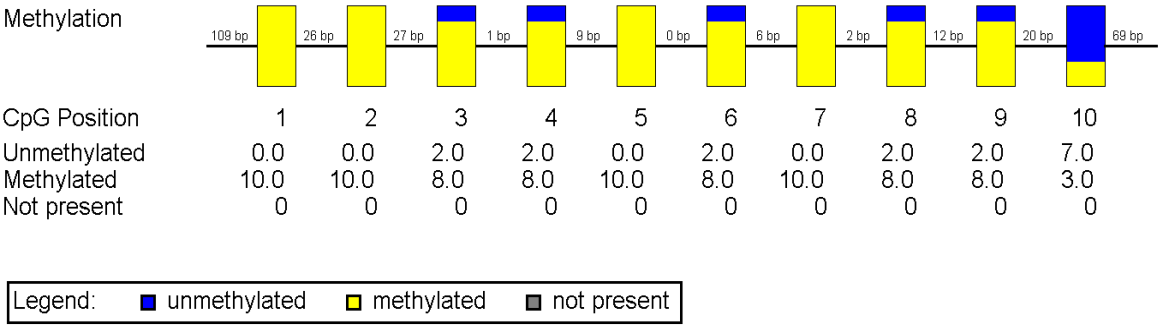 Methylation
109 bp 26 bp 27 bp 1 bp 9 bp 0 bp 6 bp 2 bp 12 bp 20 bp 69 bp
CpG Position 1 2 3 4 5 6 7 8 9 10
Unmethylated 0.0 0.0 2.0 2.0 0.0 2.0 0.0 2.0 2.0 7.0
Methylated 10.0 10.0 8.0 8.0 10.0 8.0 10.0 8.0 8.0 3.0
Not present 0 0 0 0 0 0 0 0 0 0
Legend: unmethylated methylated not present